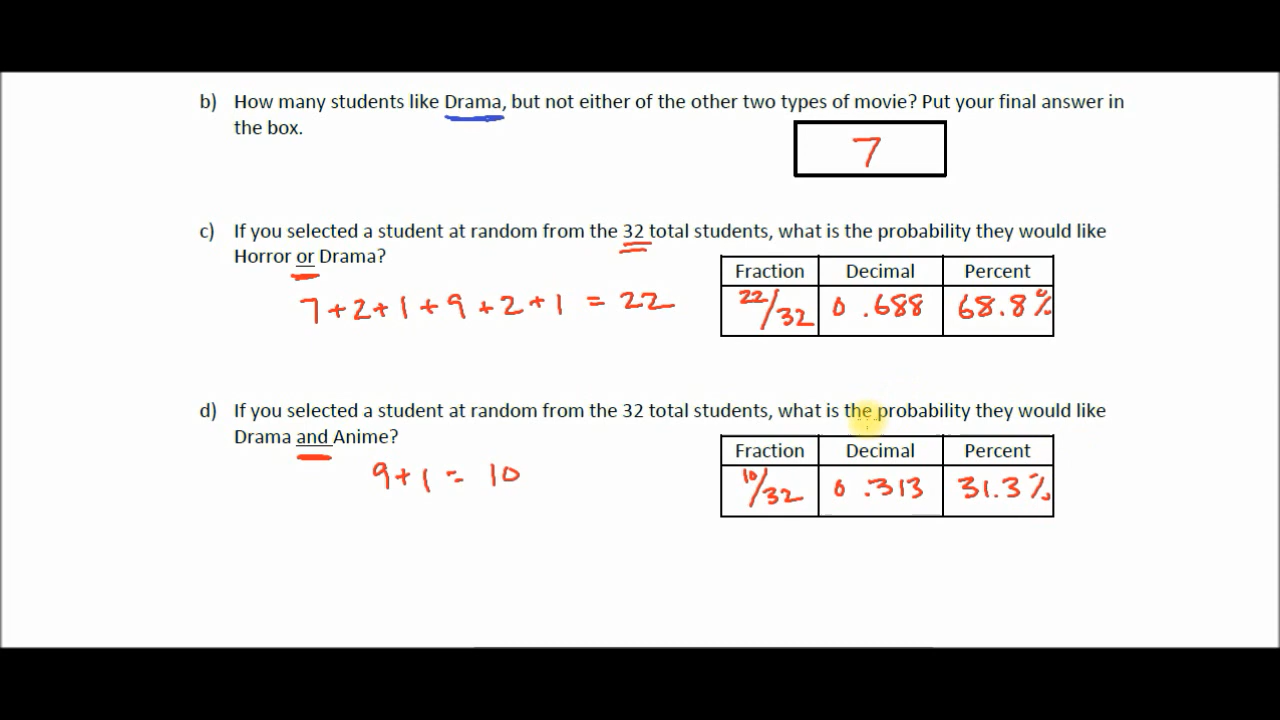 b) How many students like Drama, but not either of the other two types of movie? Put your final answer in
the box.
7
c) If you selected a student at random from the 32 total students, what is the probability they would like
Horror or Drama?
Fraction Decimal Percent
7+2+1+9+2+1 = 22
22/32 0.688 68.8%
d) If you selected a student at random from the 32 total students, what is the probability they would like
Drama and Anime?
Fraction Decimal Percent
9+1 = 10
10/32 0.313 31.3%